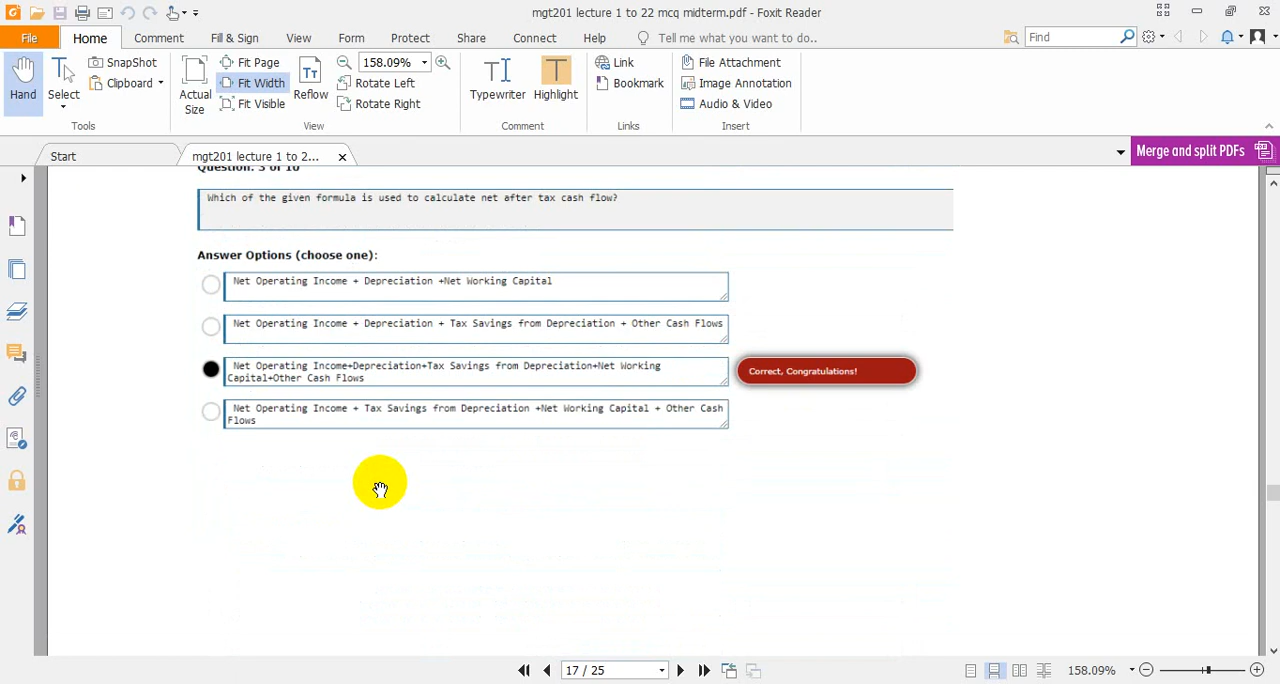 mgt201 lecture 1 to 22 mcq midterm.pdf - Foxit Reader
File Home Comment Fill & Sign View Form Protect Share Connect Help Tell me what you want to do.. Find
Hand
Select
SnapShot
Clipboard
Tools
Actual Size
Fit Page
Fit Width
Fit Visible
Reflow
Rotate Left
Rotate Right
158.09%
View
Typewriter
Highlight
Comment
Link
Bookmark
Links
File Attachment
Image Annotation
Audio & Video
Insert
Start
mgt201 lecture 1 to 2...
Merge and split PDFs
Question: 3 of 10
Which of the given formula is used to calculate net after tax cash flow?
Answer Options (choose one):
Net Operating Income + Depreciation +Net Working Capital
Net Operating Income + Depreciation + Tax Savings from Depreciation + Other Cash Flows
Net Operating Income+Depreciation+Tax Savings from Depreciation+Net Working
Capital+Other Cash Flows
Correct, Congratulations!
Net Operating Income + Tax Savings from Depreciation +Net Working Capital + Other Cash
Flows
17 / 25
158.09%